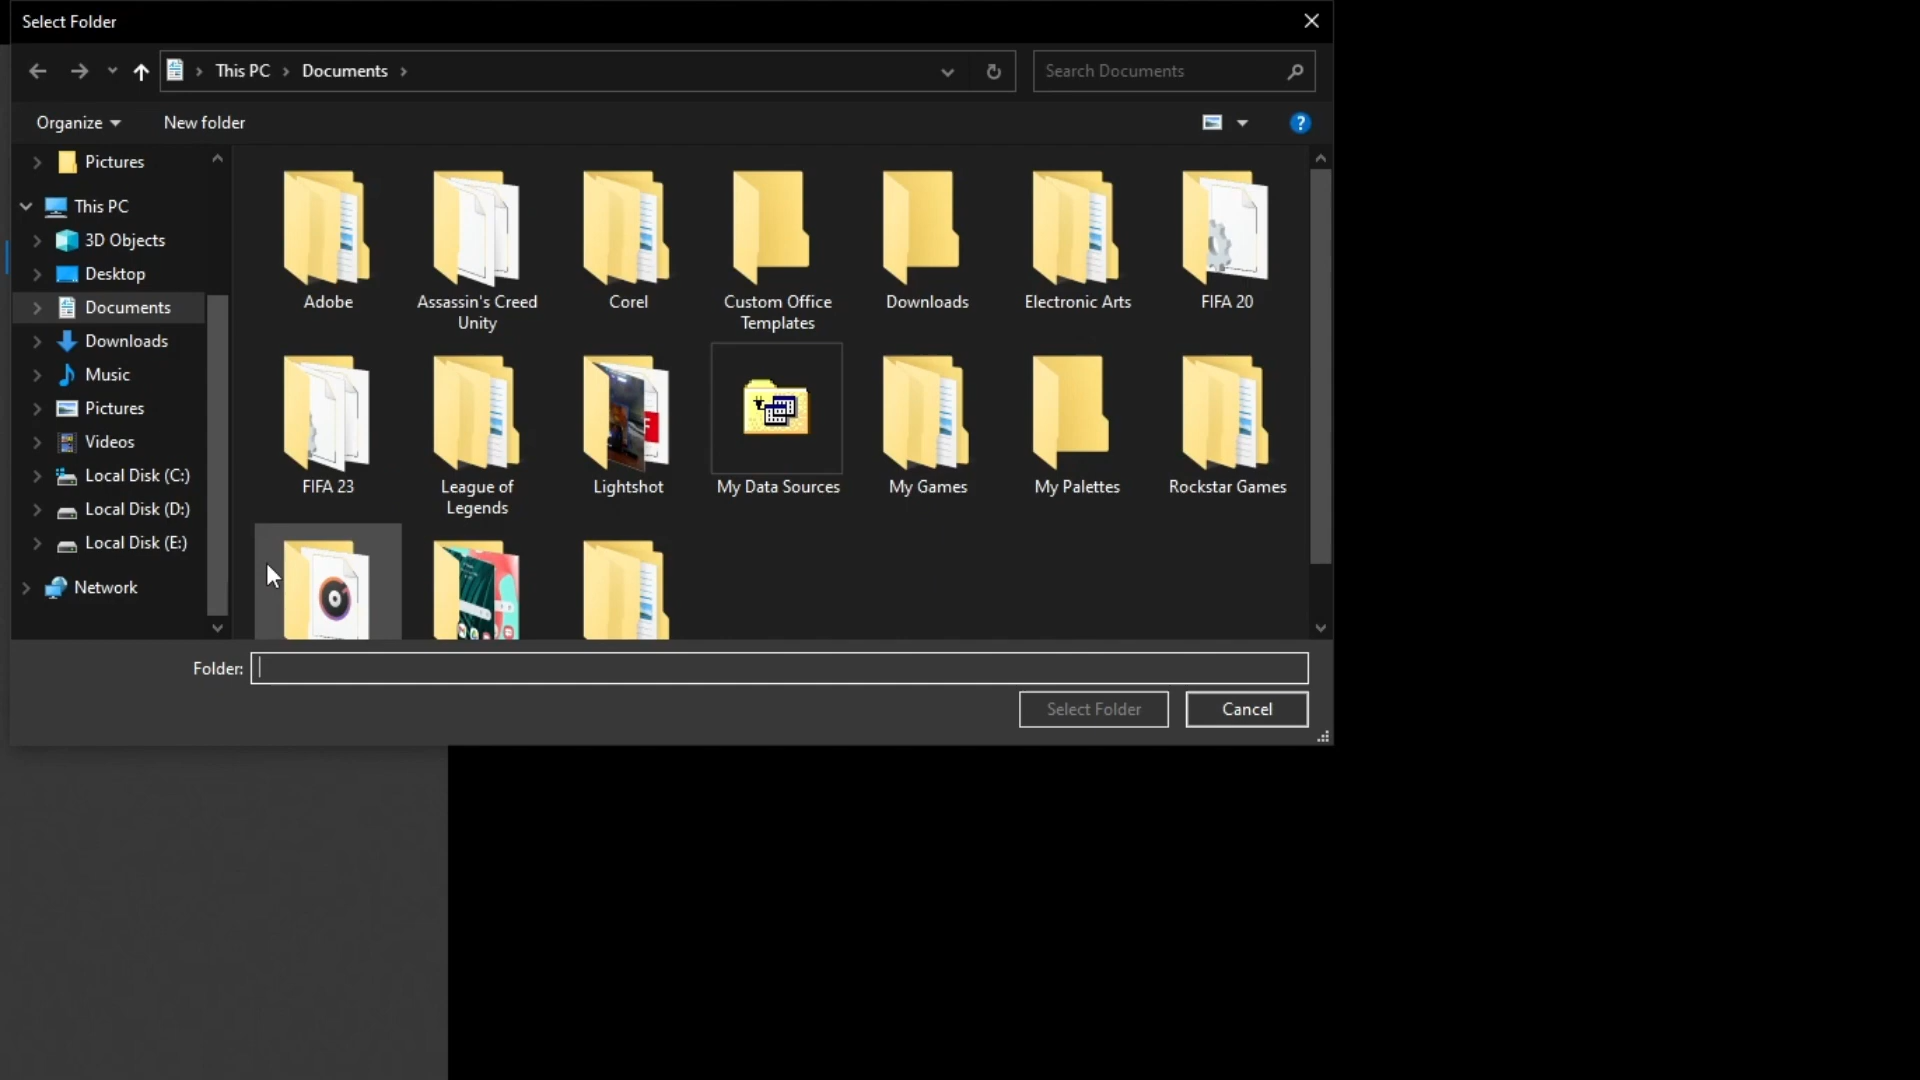 Select Folder
This PC Documents
Search Documents
Organize
New folder
?
Pictures
This PC
3D Objects
Desktop
Documents
Downloads
Music
Pictures
Videos
Local Disk (C:)
Local Disk (D:)
Local Disk (E:)
Network
Adobe
Assassin's Creed
Unity
Corel
Custom Office
Templates
Downloads
Electronic Arts
FIFA 20
FIFA 23
League of
Legends
Lightshot
My Data Sources
My Games
My Palettes
Rockstar Games
Folder:
Select Folder
Cancel